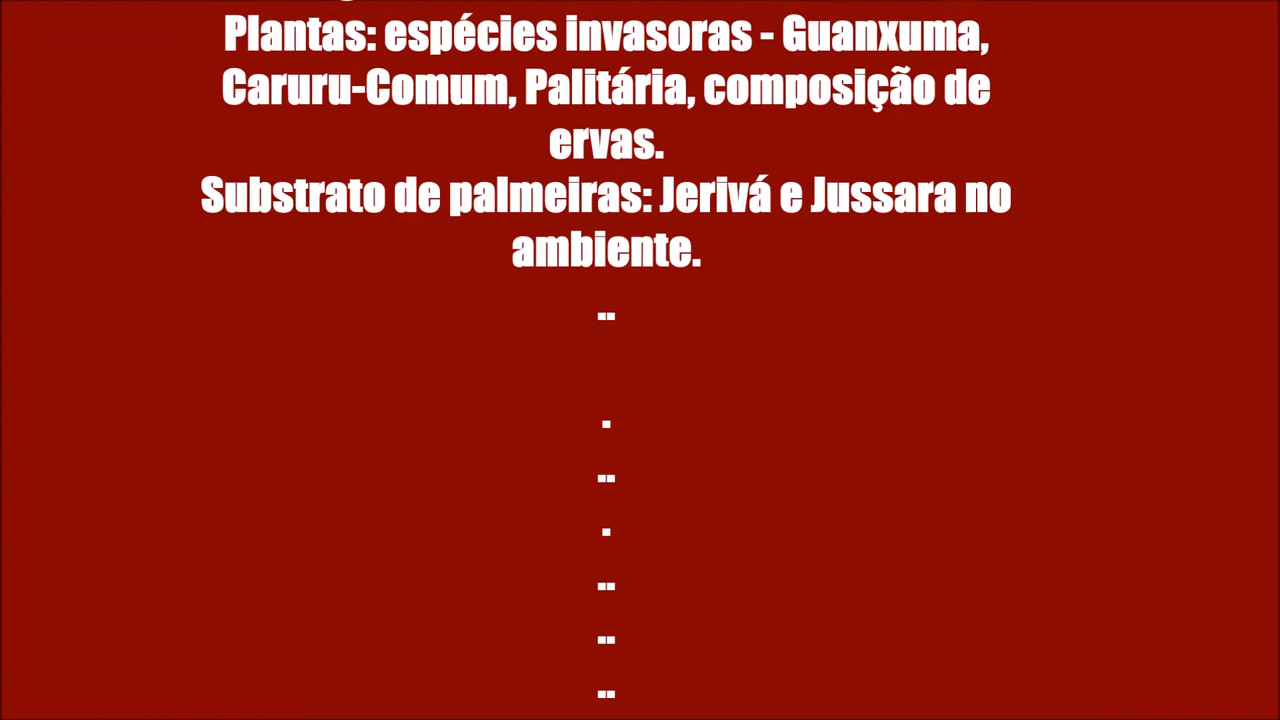 Plantas: espécies invasoras - Guanxuma,
Caruru-Comum, Palitária, composição de
ervas.
Substrato de palmeiras: Jerivá e Jussara no
ambiente.
..
.
..
.
..
..
..